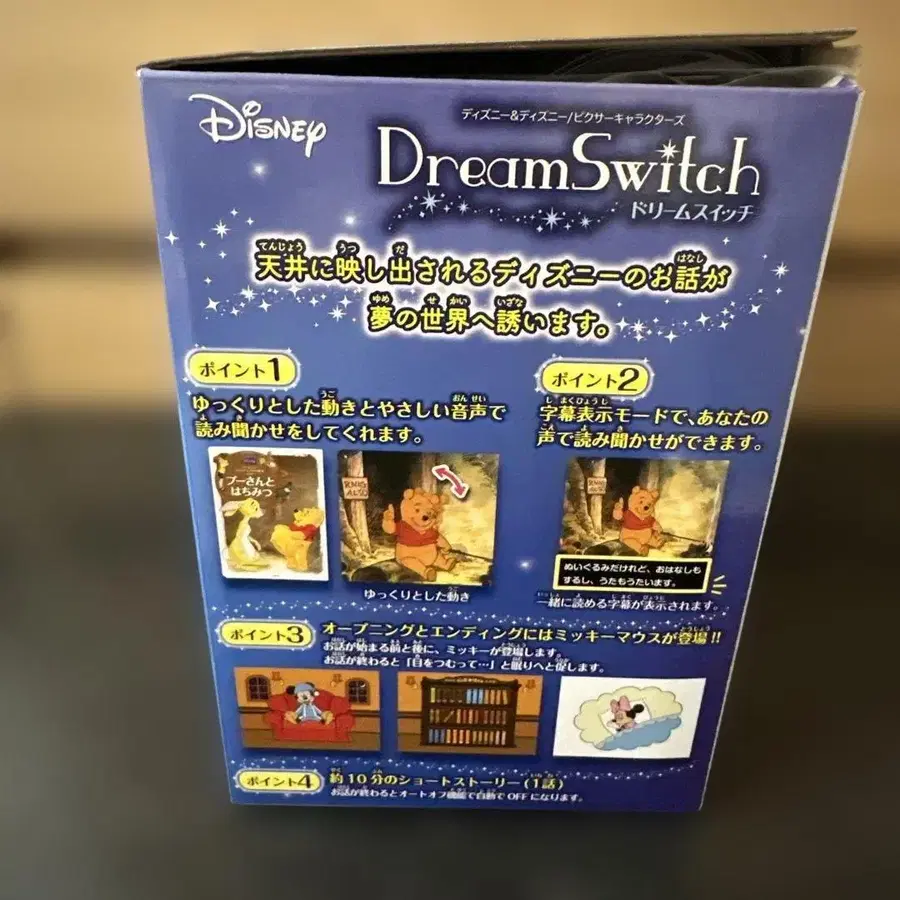 Disney
ディズニー&ディズニー/ピクサーキャラクターズ
DreamSwitch
ドリームスイッチ
天井に映し出されるディズニーのお話が
夢の世界へ誘います。
ポイント1
ゆっくりとした動きとやさしい音声で
読み聞かせをしてくれます。
プーさんと
はちみつ
ゆっくりとした動き
ポイント2
字幕表示モードで、あなたの
声で読み聞かせができます。
ぬいぐるみだけれど、おはなしも
するし、うたもうたいます。
一緒に読める字幕が表示されます。
ポイント3
オープニングとエンディングにはミッキーマウスが登場!!
お話が始まる前と後に、ミッキーが登場します。
お話が終わると「目をつむって…」と眠りへと促します。
ポイント4
約10分のショートストーリー(1話)
お話が終わるとオートオフ機能で自動でOFFになります。